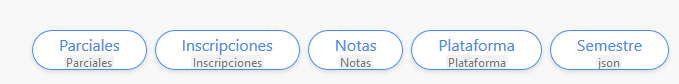 Parciales Inscripciones Notas Plataforma Semestre
Parciales Inscripciones Notas Plataforma json